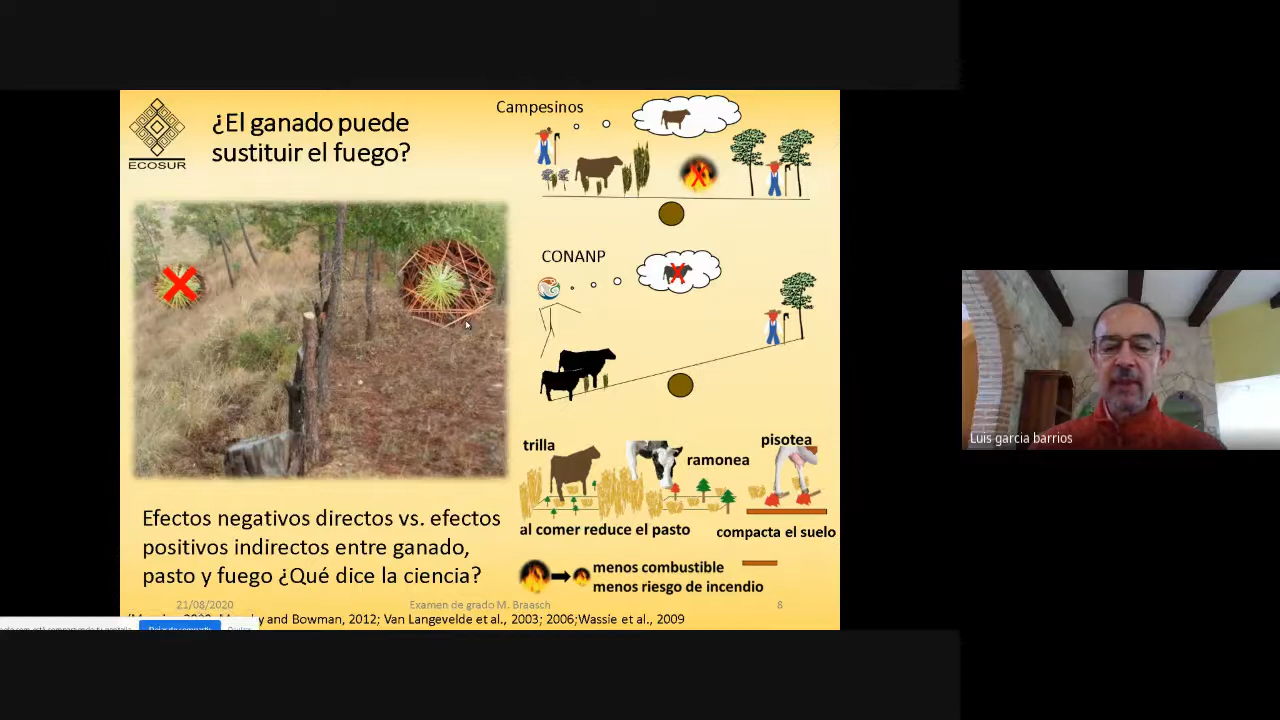 ECOSUR
¿El ganado puede
sustituir el fuego?
Campesinos
CONANP
trilla
ramonea
pisotea
al comer reduce el pasto
compacta el suelo
menos combustible
menos riesgo de incendio
Efectos negativos directos vs. efectos
positivos indirectos entre ganado,
pasto y fuego ¿Qué dice la ciencia?
21/08/2020
Examen de grado M. Braasch
8
and Bowman, 2012; Van Langevelde et al., 2003; 2006;Wassie et al., 2009
Dejar de compartir
Luis garcia barrios